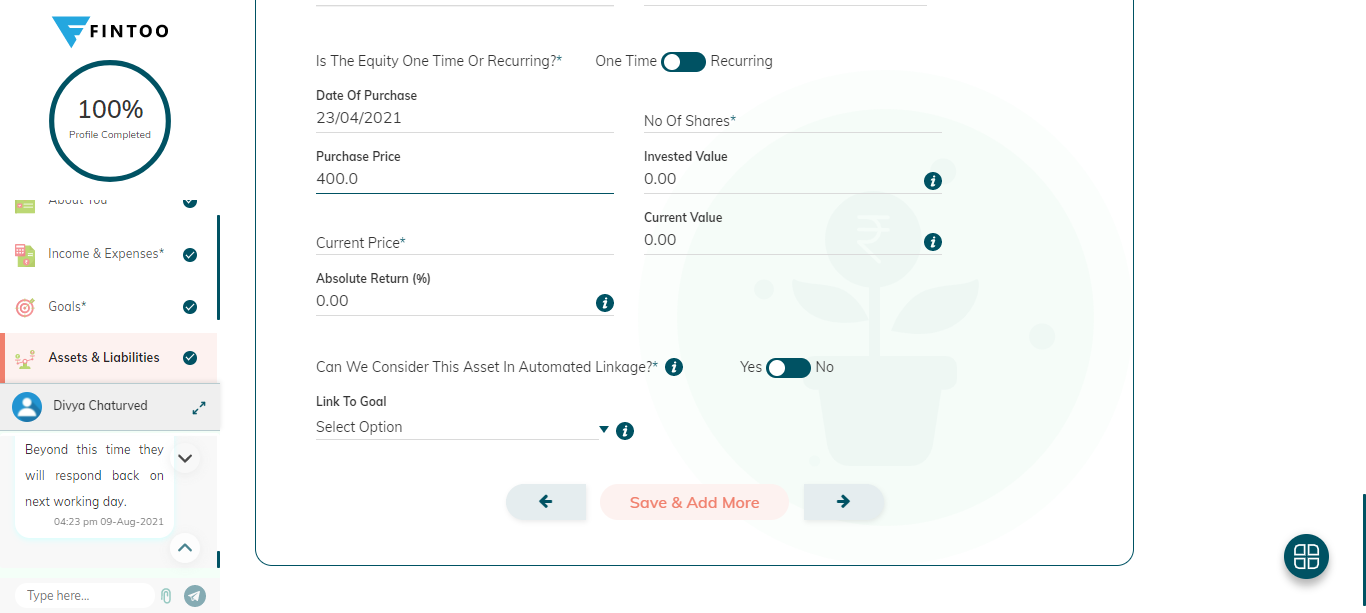 FINTOO
100%
Profile Completed
About You
Income & Expenses*
Goals*
Assets & Liabilities
Divya Chaturved
Beyond this time they
will respond back on
next working day.
04:23 pm 09-Aug-2021
Type here...
Is The Equity One Time Or Recurring?* One Time Recurring
Date Of Purchase
23/04/2021
No Of Shares*
Purchase Price
400.0
Invested Value
0.00
Current Price*
Current Value
0.00
Absolute Return (%)
0.00
Can We Consider This Asset In Automated Linkage?* Yes No
Link To Goal
Select Option
Save & Add More